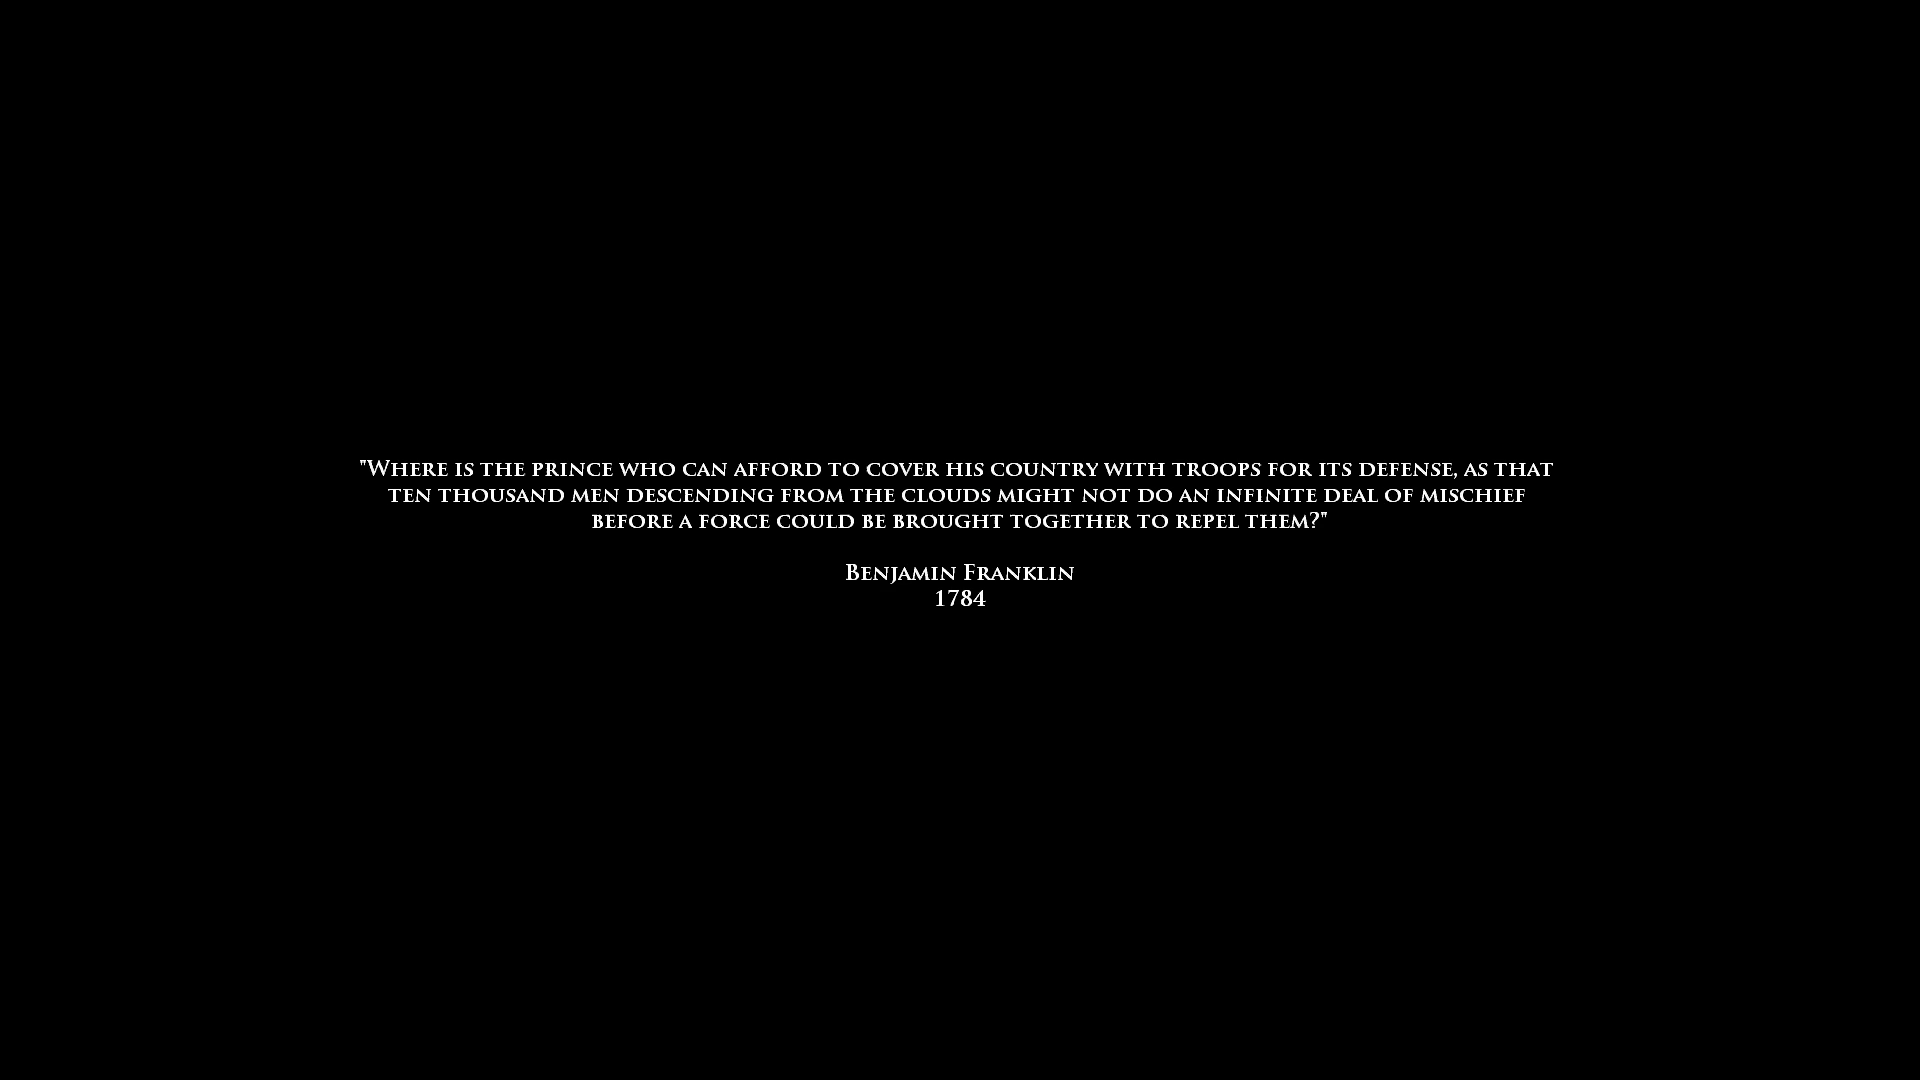 "Where is the prince who can afford to cover his country with troops for its defense, as that
ten thousand men descending from the clouds might not do an infinite deal of mischief
before a force could be brought together to repel them?"
Benjamin Franklin
1784